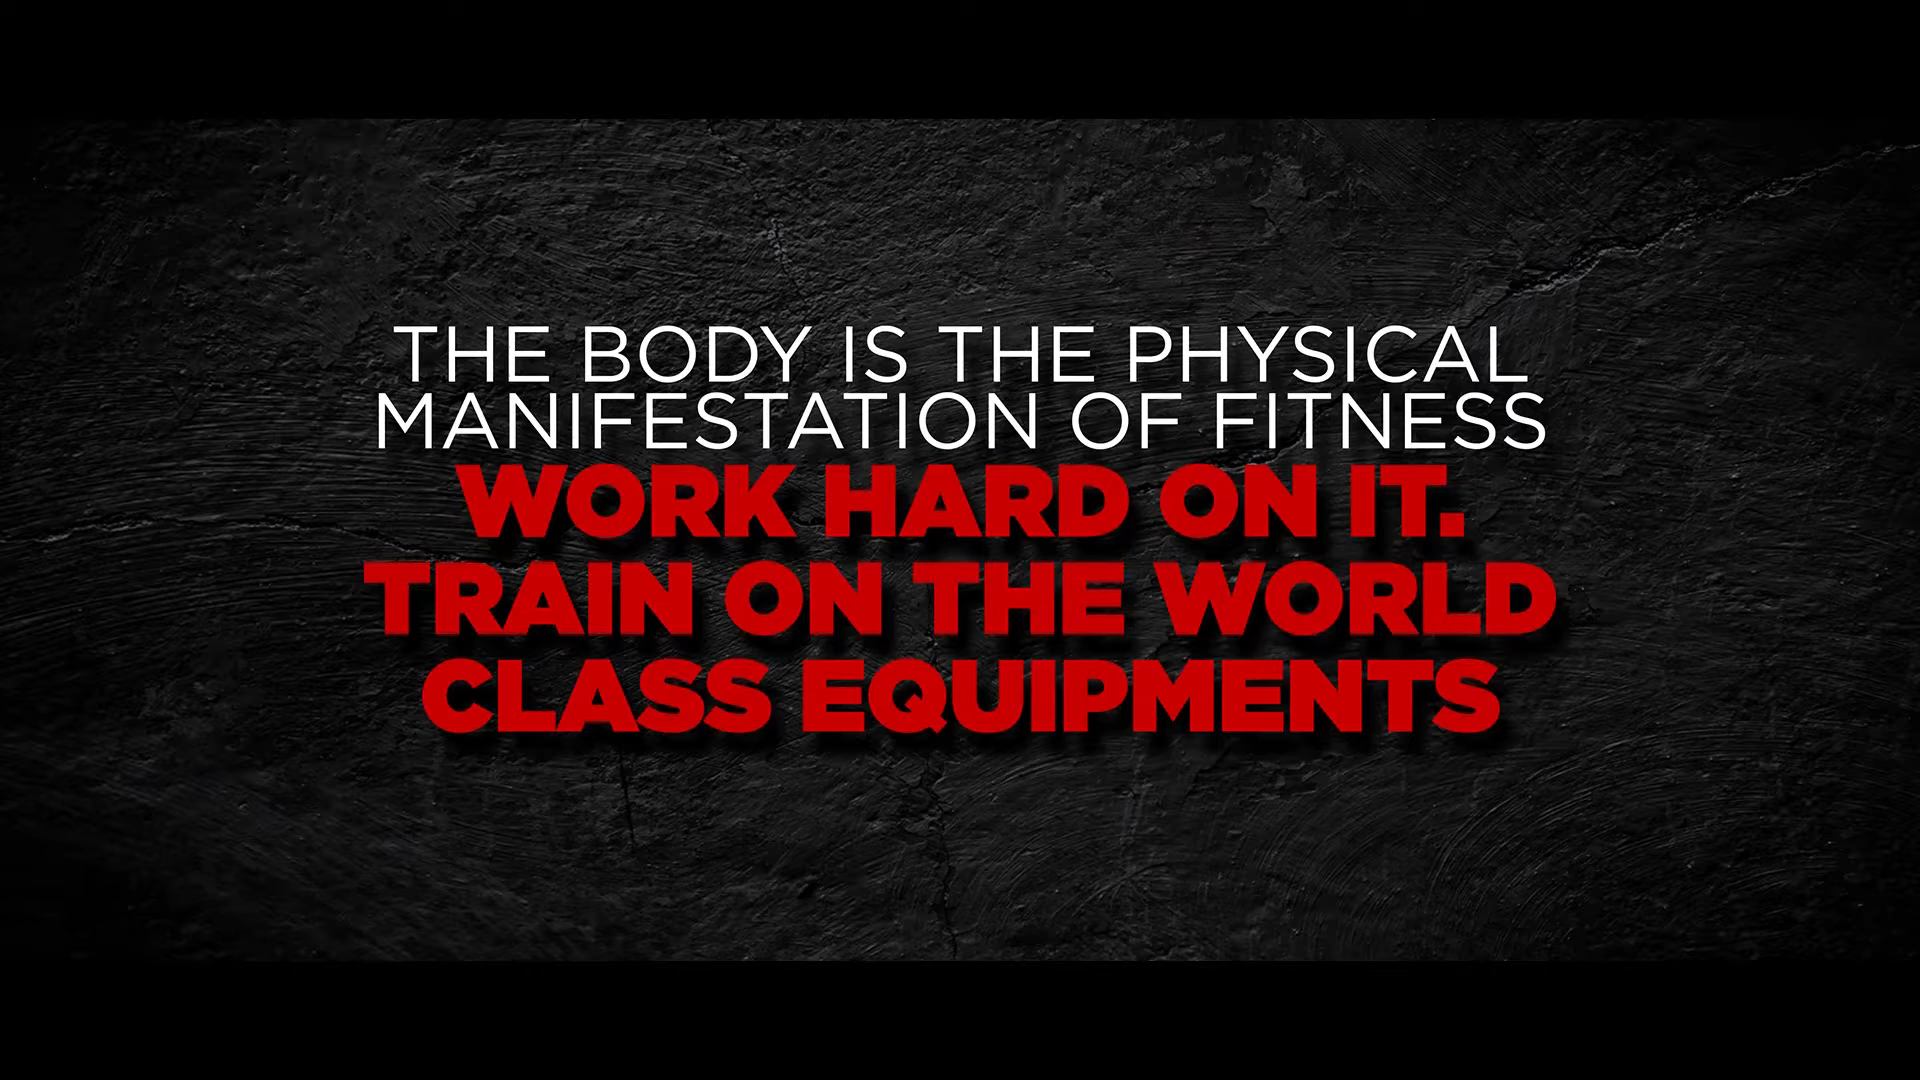 THE BODY IS THE PHYSICAL
MANIFESTATION OF FITNESS
WORK HARD ON IT.
TRAIN ON THE WORLD
CLASS EQUIPMENTS